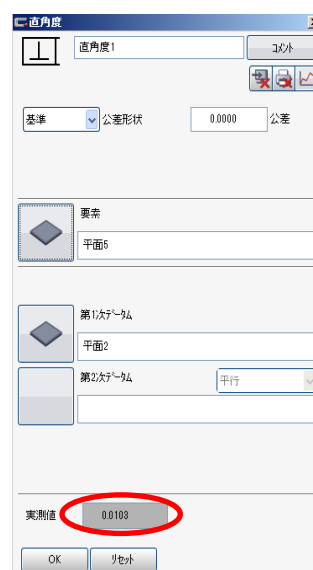 直角度
直角度1
コメント
基準
公差形状
0.0000
公差
要素
平面5
第1次データム
平面2
第2次データム
平行
実測値
0.0103
OK
リセット